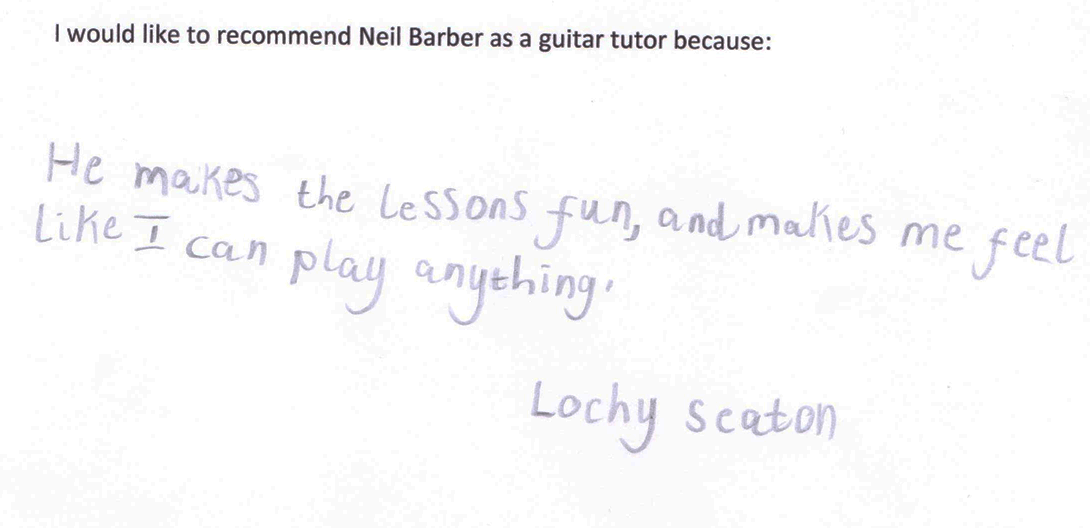 I would like to recommend Neil Barber as a guitar tutor because:
He makes the Lessons fun, and makes me feel
Like I can play anything.
Lochy Seaton